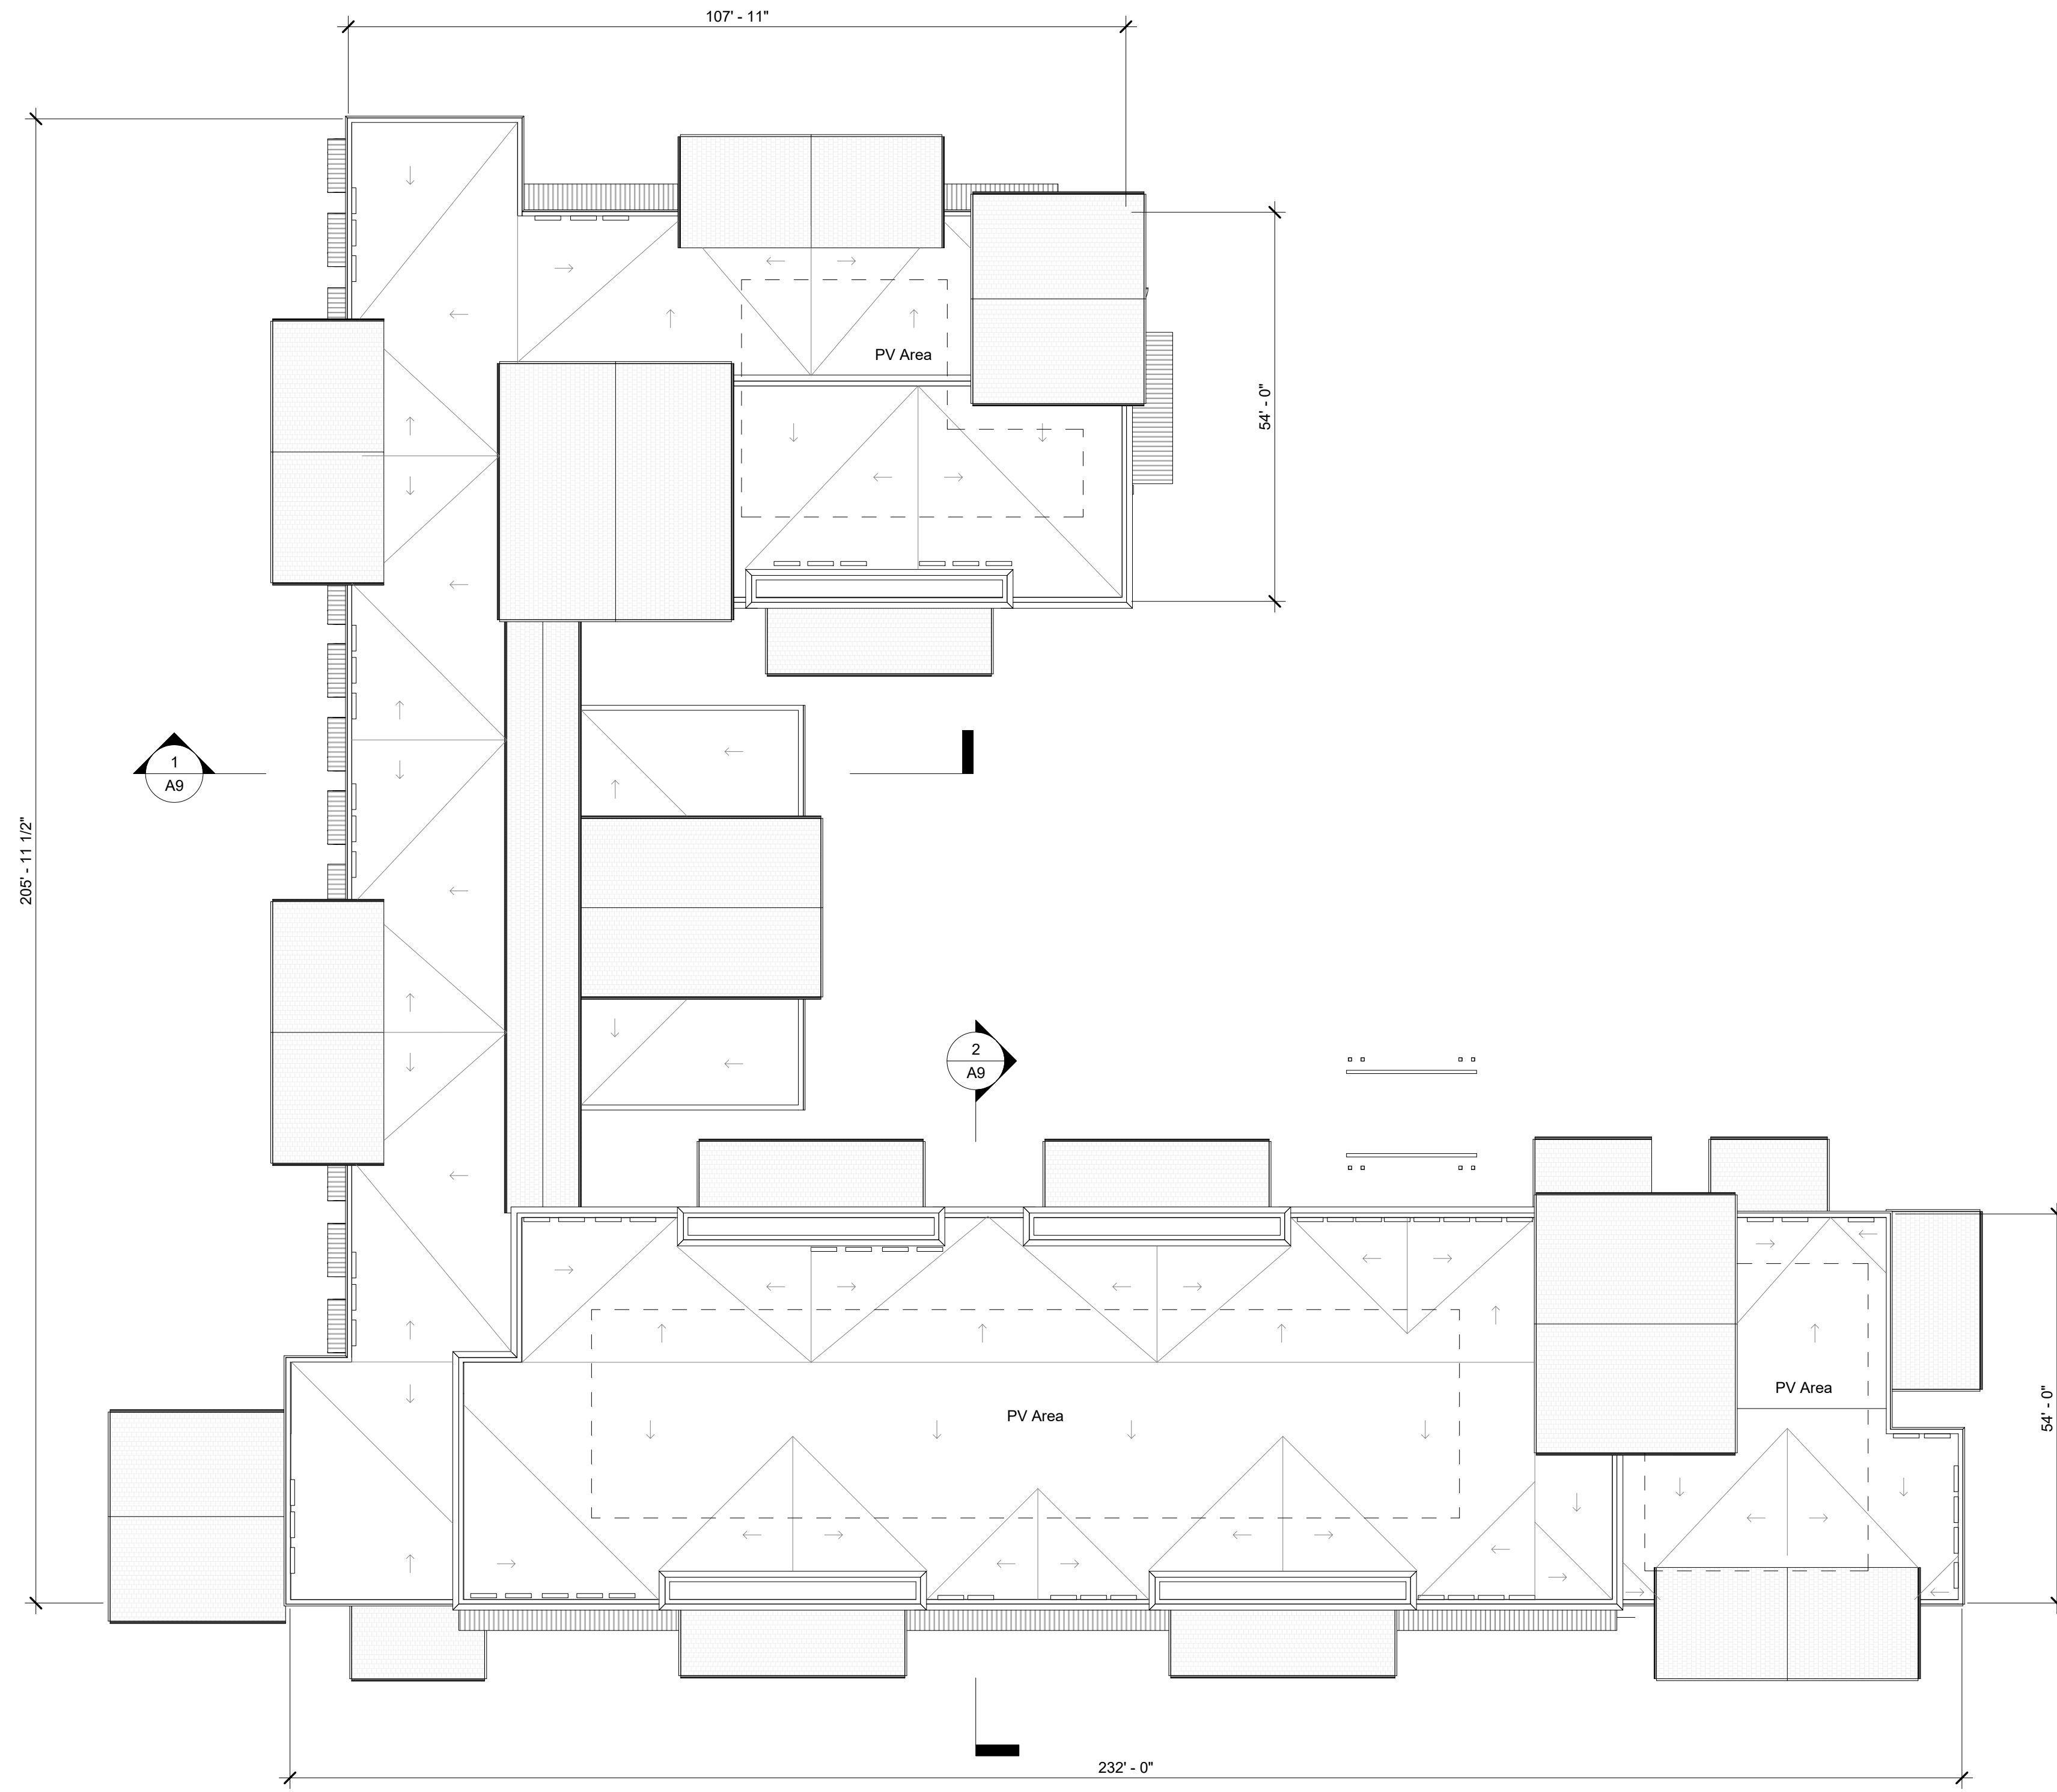 107' - 11"
PV Area
54' - 0"
1
A9
205' - 11 1/2"
2
A9
PV Area
PV Area
54' - 0"
232' - 0"